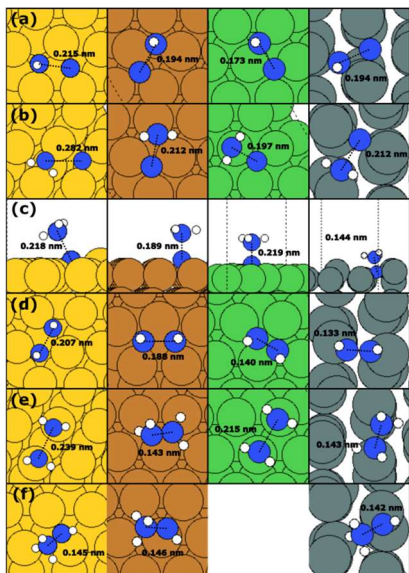 (a)
0.215 nm
0.194 nm
0.173 nm
0.194 nm
(b)
0.282 nm
0.212 nm
0.197 nm
0.212 nm
(c)
0.218 nm
0.189 nm
0.219 nm
0.144 nm
(d)
0.207 nm
0.188 nm
0.140 nm
0.133 nm
(e)
0.239 nm
0.143 nm
0.215 nm
0.143 nm
(f)
0.145 nm
0.146 nm
0.142 nm